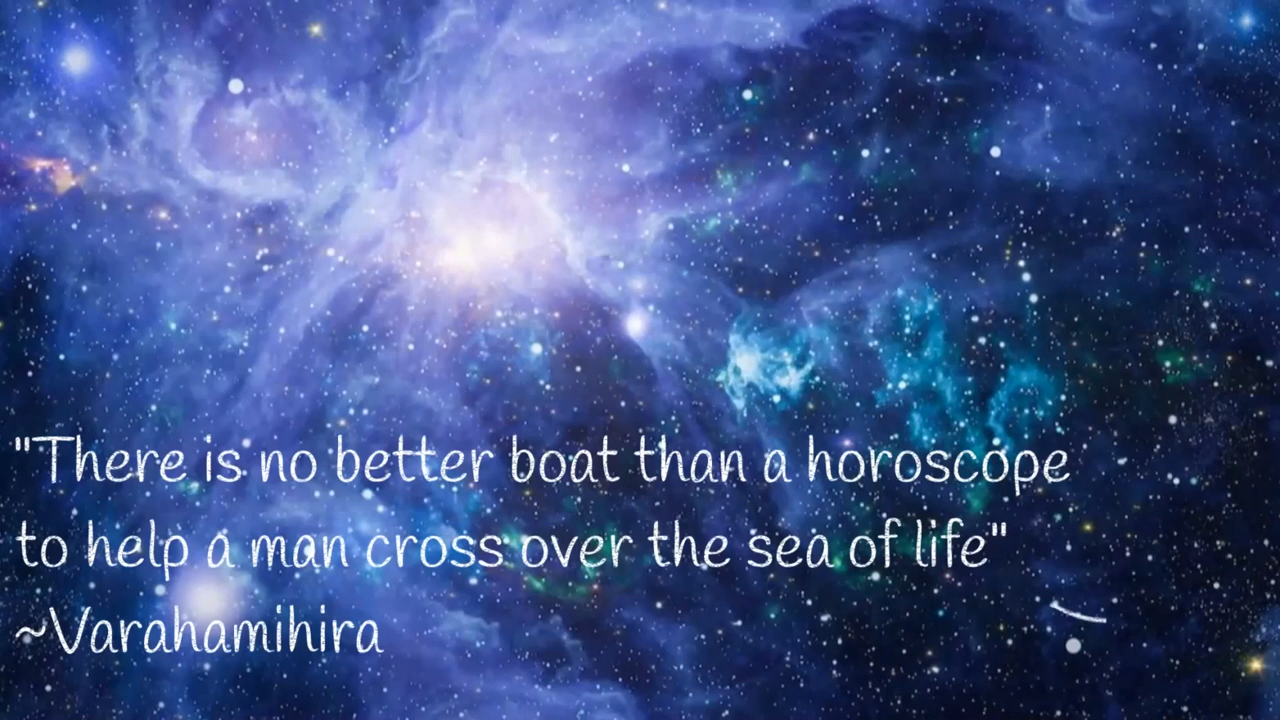 "There is no better boat than a horoscope
to help a man cross over the sea of life"
~Varahamihira